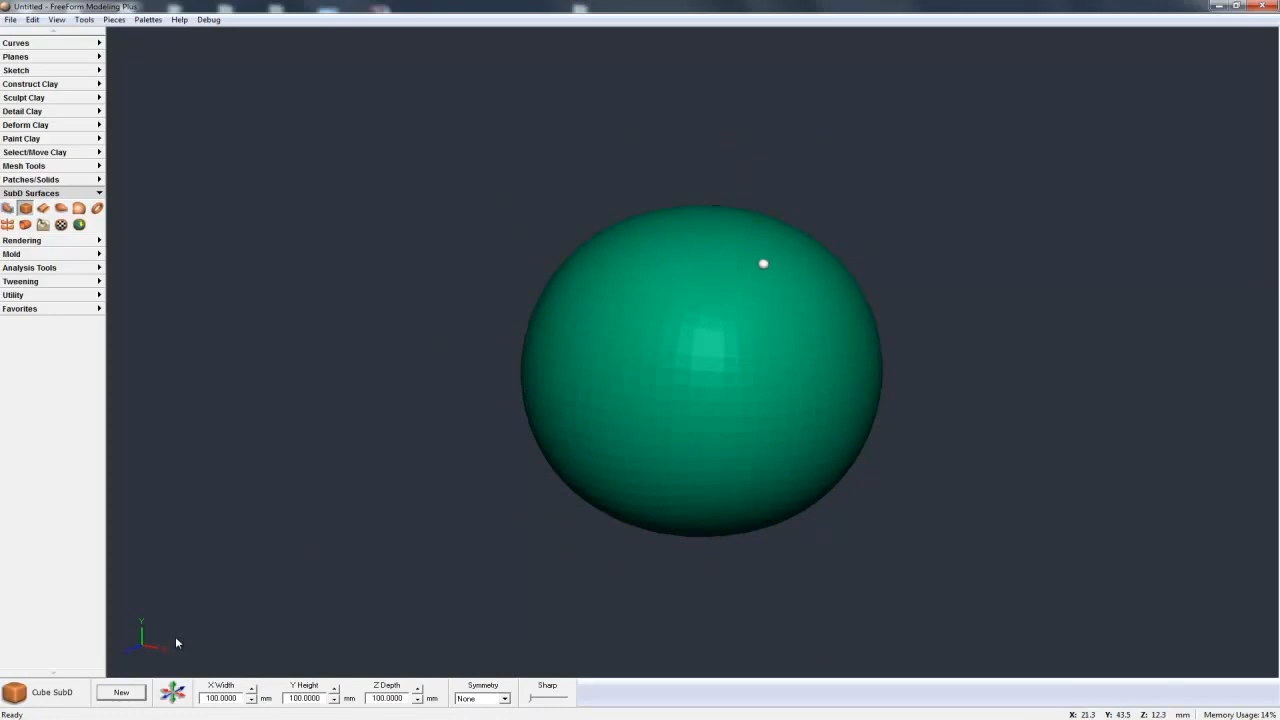 Untitled - FreeForm Modeling Plus
File Edit View Tools Pieces Palettes Help Debug
Curves
Planes
Sketch
Construct Clay
Sculpt Clay
Detail Clay
Deform Clay
Paint Clay
Select/Move Clay
Mesh Tools
Patches/Solids
SubD Surfaces
Rendering
Mold
Analysis Tools
Tweening
Utility
Favorites
Y
X
Cube SubD
New
X Width
100.0000 mm
Y Height
100.0000 mm
Z Depth
100.0000 mm
Symmetry
None
Sharp
Ready
X: 21.3 Y: 43.5 Z: 12.3 mm Memory Usage: 14%